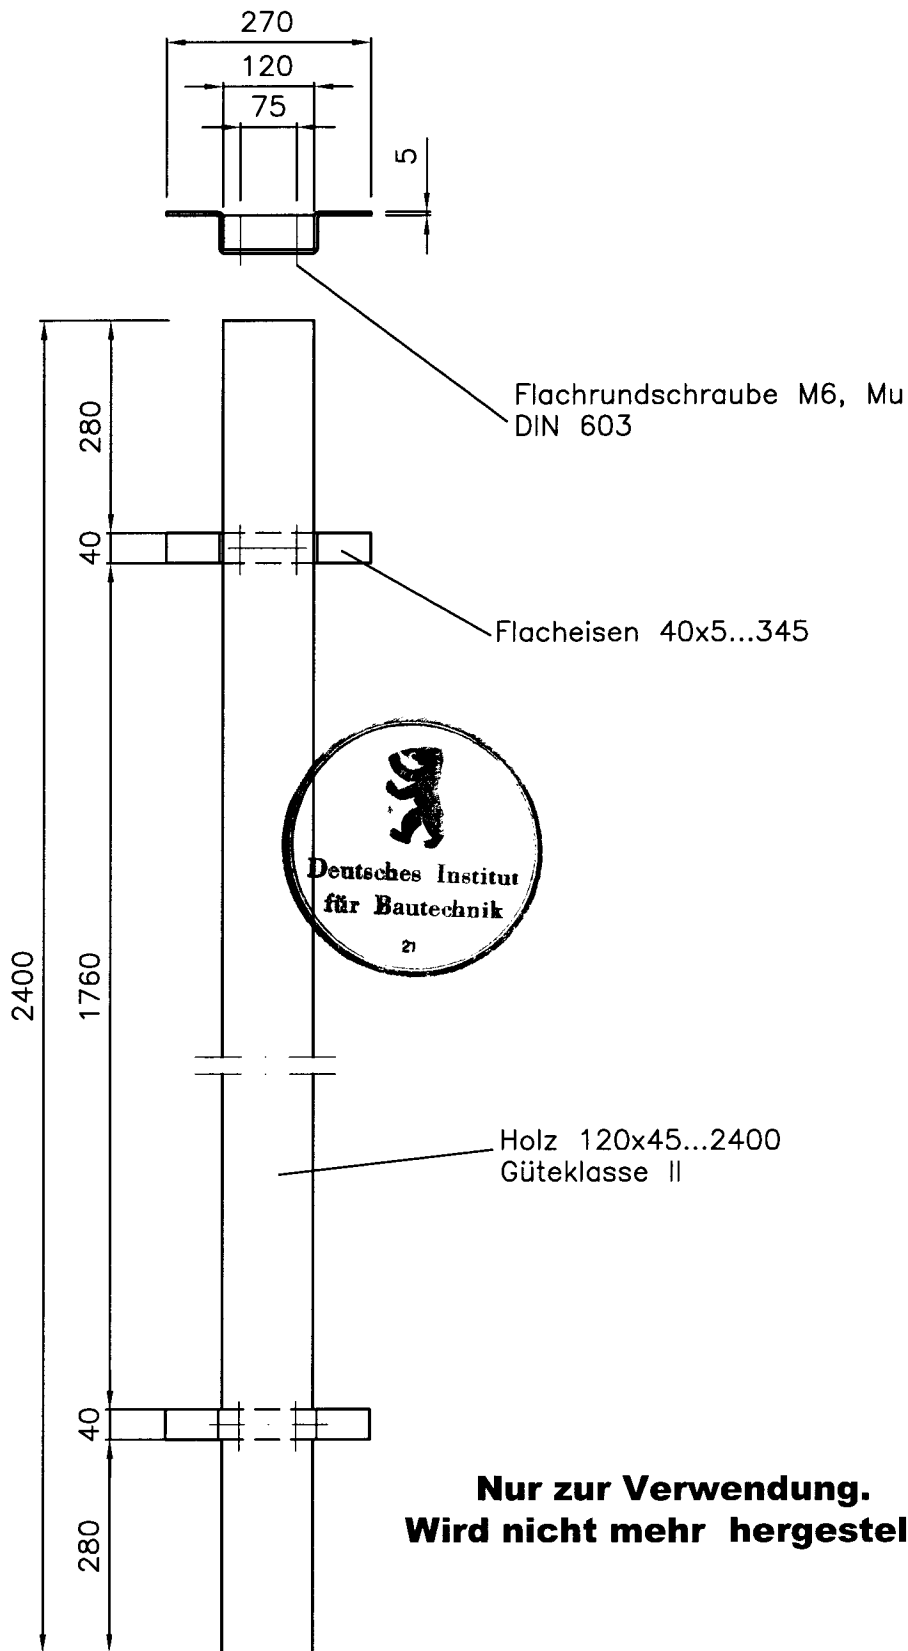 270
120
75
5
Flachrundschraube M6, Mu
DIN 603
280
40
Flacheisen 40x5...345
Deutsches Institut
für Bautechnik
21
2400
1760
Holz 120x45...2400
Güteklasse II
40
280
Nur zur Verwendung.
Wird nicht mehr hergestel